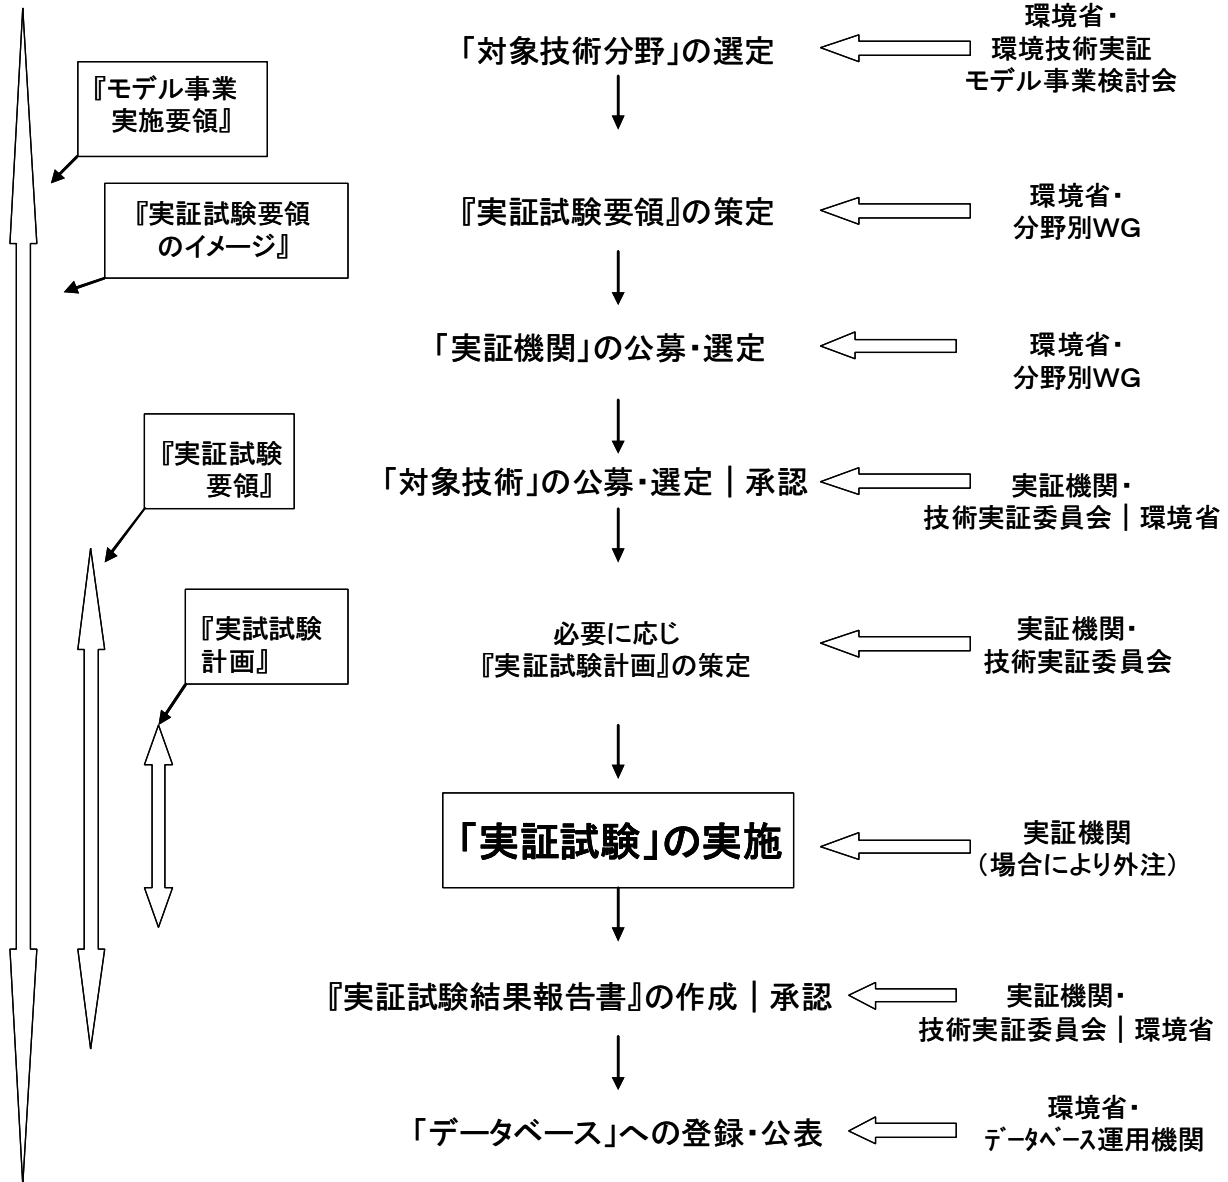 環境省・
環境技術実証
モデル事業検討会
「対象技術分野」の選定
『モデル事業
実施要領』
『実証試験要領
のイメージ』
『実証試験要領』の策定
環境省・
分野別WG
「実証機関」の公募・選定
環境省・
分野別WG
『実証試験
要領』
「対象技術」の公募・選定｜承認
実証機関・
技術実証委員会｜環境省
『実試試験
計画』
必要に応じ
『実証試験計画』の策定
実証機関・
技術実証委員会
「実証試験」の実施
実証機関
（場合により外注）
『実証試験結果報告書』の作成｜承認
実証機関・
技術実証委員会｜環境省
「データベース」への登録・公表
環境省・
ﾃﾞｰﾀﾍﾞｰｽ運用機関